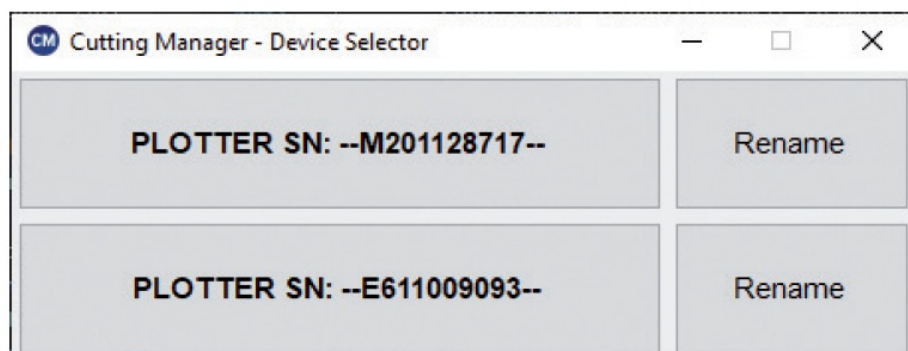 CM Cutting Manager - Device Selector
PLOTTER SN: --M201128717-- Rename
PLOTTER SN: --E611009093-- Rename